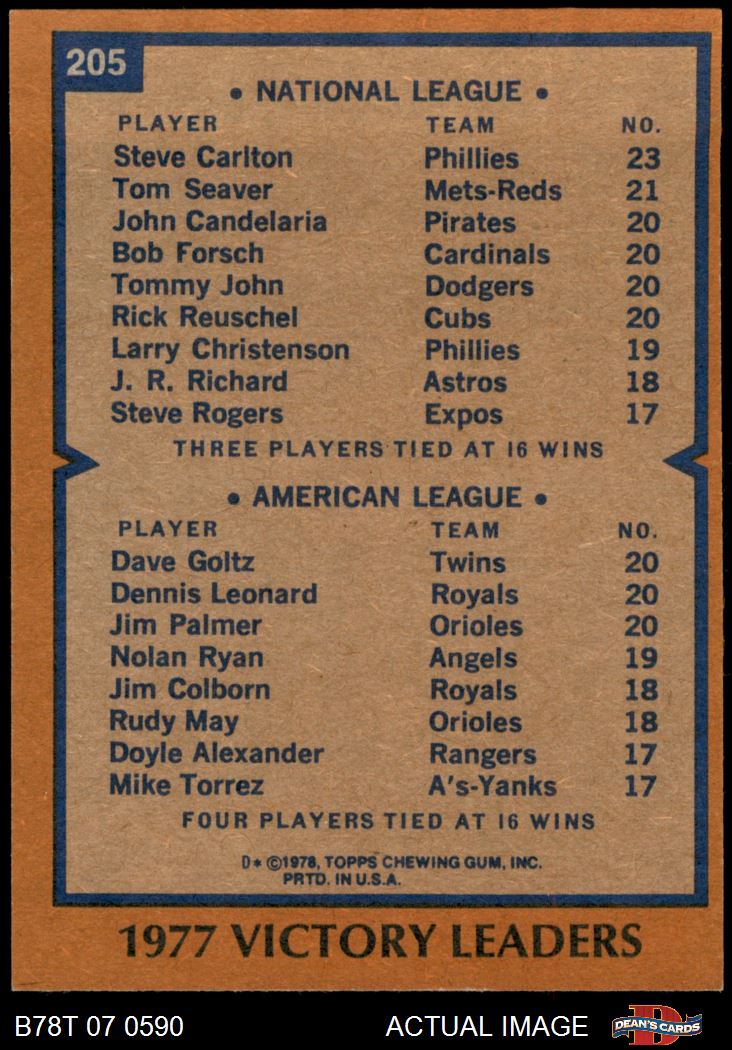 205
• NATIONAL LEAGUE •
PLAYER TEAM NO.
Steve Carlton Phillies 23
Tom Seaver Mets-Reds 21
John Candelaria Pirates 20
Bob Forsch Cardinals 20
Tommy John Dodgers 20
Rick Reuschel Cubs 20
Larry Christenson Phillies 19
J. R. Richard Astros 18
Steve Rogers Expos 17
THREE PLAYERS TIED AT 16 WINS
• AMERICAN LEAGUE •
PLAYER TEAM NO.
Dave Goltz Twins 20
Dennis Leonard Royals 20
Jim Palmer Orioles 20
Nolan Ryan Angels 19
Jim Colborn Royals 18
Rudy May Orioles 18
Doyle Alexander Rangers 17
Mike Torrez A's-Yanks 17
FOUR PLAYERS TIED AT 16 WINS
D* ©1978, TOPPS CHEWING GUM, INC.
PRTD. IN U.S.A.
1977 VICTORY LEADERS
B78T 07 0590 ACTUAL IMAGE D DEAN'S CARDS